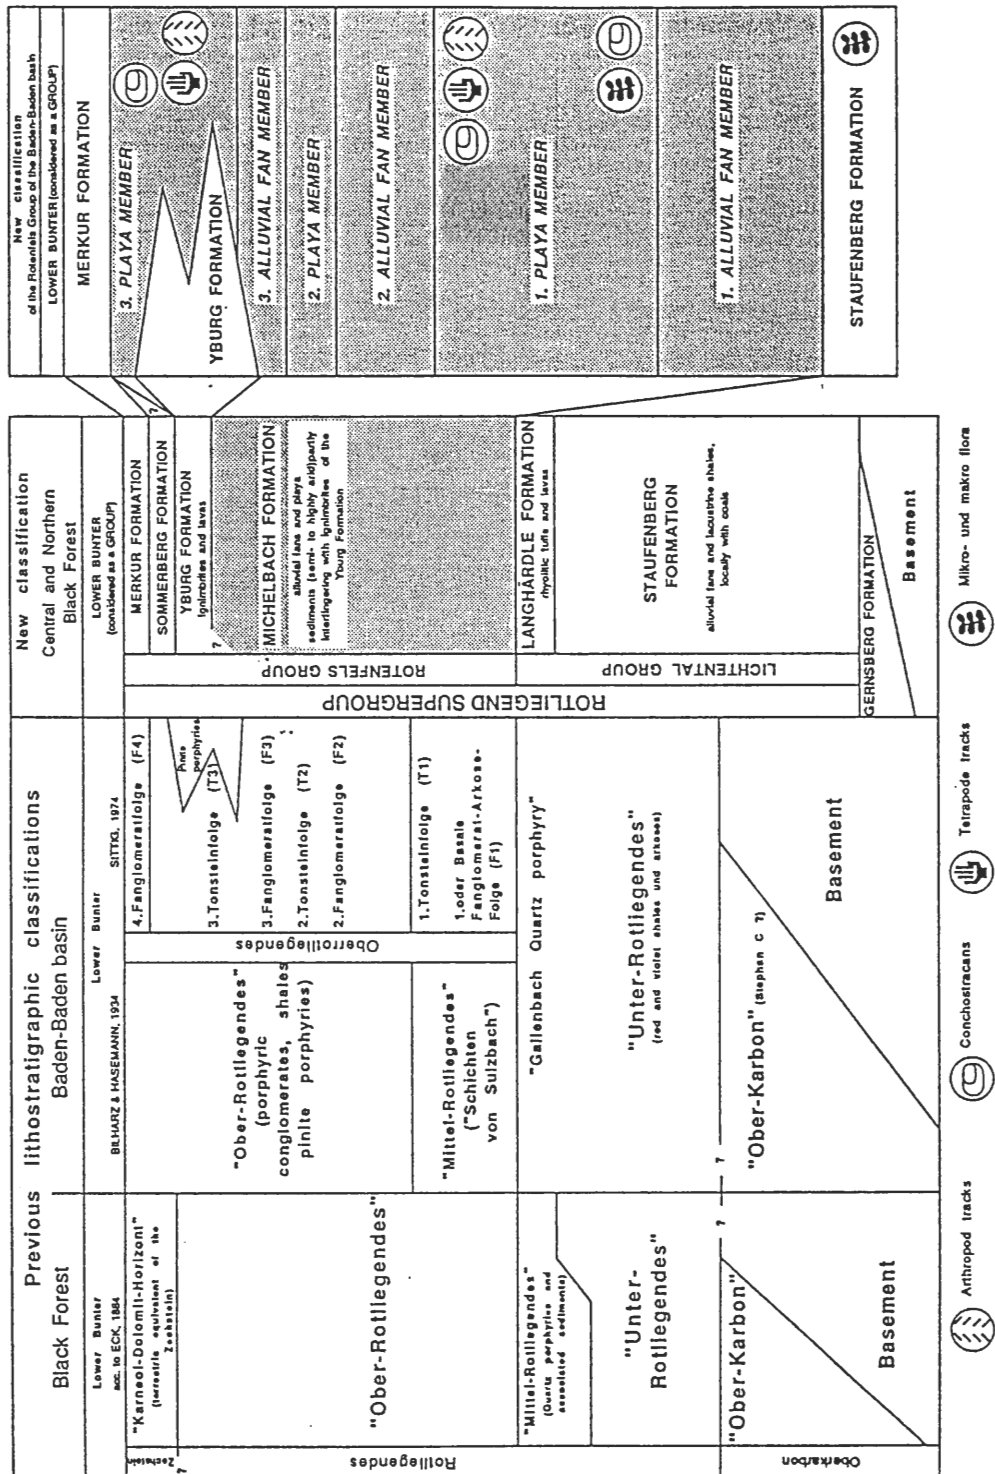 Previous lithostratigraphic classifications
Black Forest
Baden-Baden basin
New classification
Central and Northern
Black Forest
New classification
of the Rotenfels Group of the Baden-Baden basin
Lower Bunter
acc. to ECK, 1884
Lower Bunter
BILHARZ & HASEMANN, 1934
SITTIG, 1974
LOWER BUNTER
(considered as a GROUP)
LOWER BUNTER (considered as a GROUP)
Zechstein
?
Rotliegendes
Oberkarbon
"Karneol-Dolomit-Horizont"
(terrestric equivalent of the
Zechstein)
"Ober-Rotliegendes"
"Mittel-Rotliegendes"
(Quartz porphyries and
associated sediments)
"Unter-
Rotliegendes"
?
"Ober-Karbon"
Basement
"Ober-Rotliegendes"
(porphyric
conglomerates, shales
pinite porphyries)
"Mittel-Rotliegendes"
("Schichten
von Sulzbach")
Oberrotliegendes
4.Fanglomeratfolge (F4)
Pinite
porphyries
3.Tonsteinfolge (T3)
3.Fanglomeratfolge (F3)
2.Tonsteinfolge (T2)
2.Fanglomeratfolge (F2)
1.Tonsteinfolge (T1)
1.oder Basale
Fanglomerat-Arkose-
Folge (F1)
"Gallenbach Quartz porphyry"
"Unter-Rotliegendes"
(red and violet shales und arkoses)
?
"Ober-Karbon" (Stephan C ?)
Basement
ROTLIEGEND SUPERGROUP
ROTENFELS GROUP
LICHTENTAL GROUP
MERKUR FORMATION
SOMMERBERG FORMATION
?
YBURG FORMATION
Ignimbrites and lavas
?
MICHELBACH FORMATION
alluvial fans and playa
sediments (semi- to highly arid)partly
interfingering with ignimbrites of the
Yburg Formation
LANGHÄRDLE FORMATION
rhyolitic tuffs and lavas
STAUFENBERG
FORMATION
alluvial fans and lacustrine shales,
locally with coals
GERNSBERG FORMATION
Basement
MERKUR FORMATION
3. PLAYA MEMBER
YBURG FORMATION
3. ALLUVIAL FAN MEMBER
2. PLAYA MEMBER
2. ALLUVIAL FAN MEMBER
1. PLAYA MEMBER
1. ALLUVIAL FAN MEMBER
STAUFENBERG FORMATION
Arthropod tracks
Conchostracans
Tetrapode tracks
Mikro- und makro flora